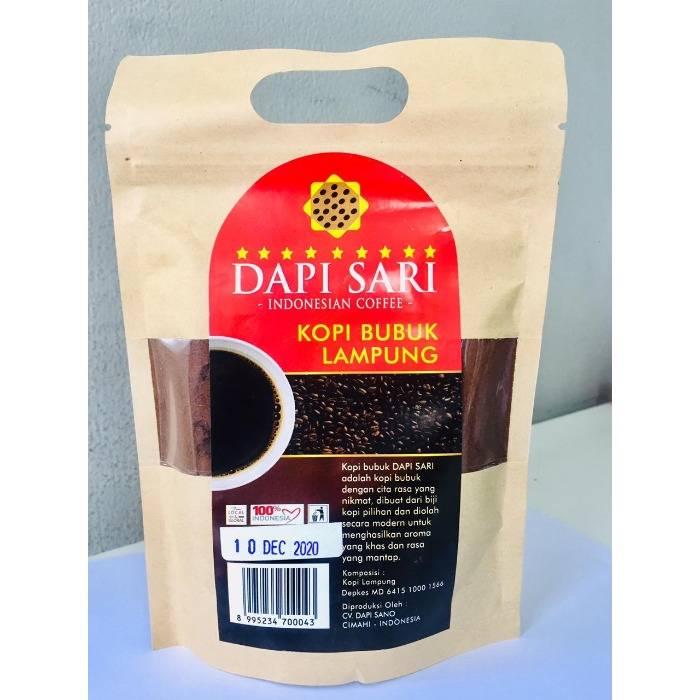 DAPI SARI
- INDONESIAN COFFEE -
KOPI BUBUK
LAMPUNG
Kopi bubuk DAPI SARI
adalah kopi bubuk
dengan cita rasa yang
nikmat, dibuat dari biji
kopi pilihan dan diolah
secara modern untuk
menghasilkan aroma
yang khas dan rasa
yang mantap.
Komposisi :
Kopi Lampung
Depkes MD 6415 1000 1566
Diproduksi Oleh :
CV. DAPI SANO
CIMAHI - INDONESIA
LOCAL
GLOBAL
100%
INDONESIA
10 DEC 2020
8 995234 700043